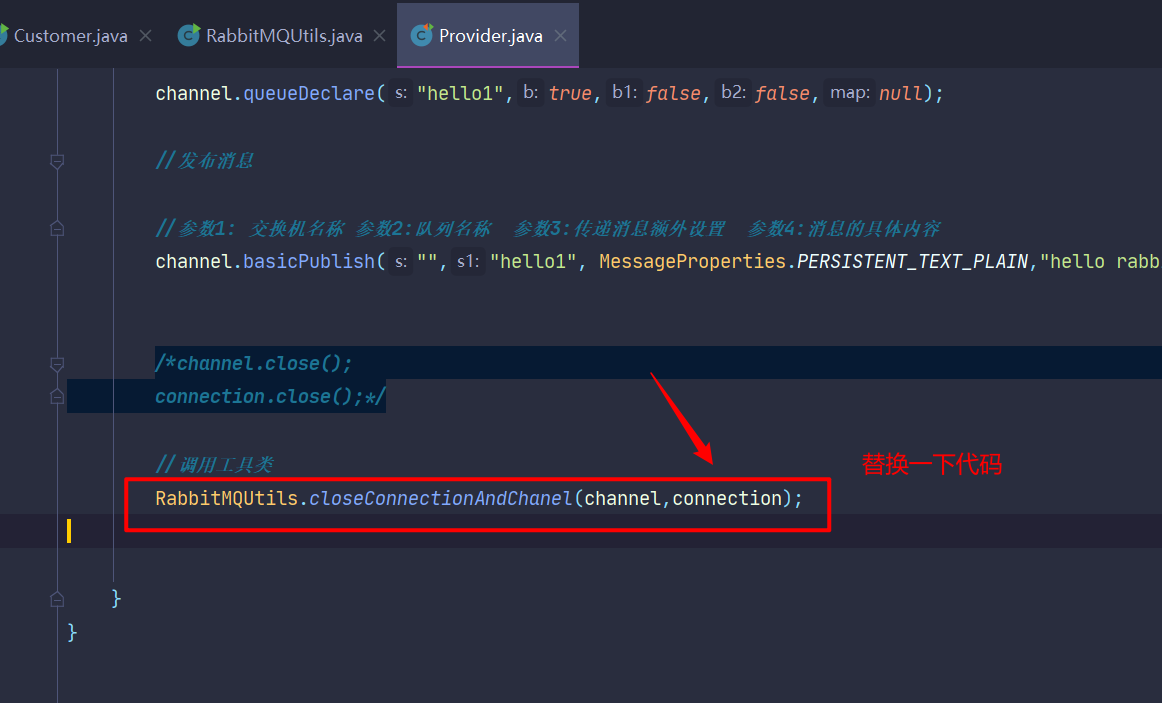 Customer.java RabbitMQUtils.java Provider.java
channel.queueDeclare( s: "hello1", b: true, b1: false, b2: false, map: null);
//发布消息
//参数1: 交换机名称 参数2:队列名称 参数3:传递消息额外设置 参数4:消息的具体内容
channel.basicPublish( s: "", s1: "hello1", MessageProperties.PERSISTENT_TEXT_PLAIN,"hello rabb
/*channel.close();
connection.close();*/
//调用工具类
替换一下代码
RabbitMQUtils.closeConnectionAndChanel(channel,connection);
}
}